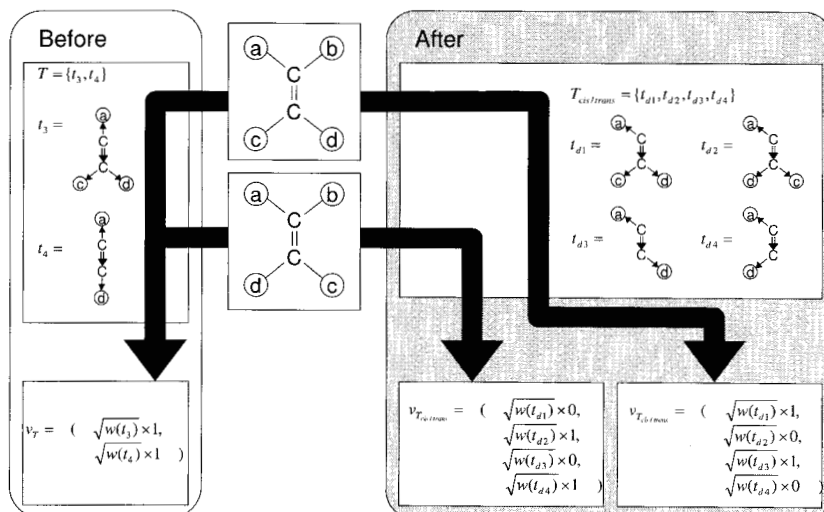 Before
T = {t3, t4}
t3 =
a
C
C
c d
t4 =
a
C
C
d
vT = ( √w(t3) × 1,
√w(t4) × 1 )
a b
C
C
c d
a b
C
C
d c
After
Tcis/trans = {td1, td2, td3, td4}
td1 =
a
C
C
c d
td2 =
a
C
C
d c
td3 =
a
C
C
d
td4 =
a
C
C
d
vTcis/trans = ( √w(td1) × 0,
√w(td2) × 1,
√w(td3) × 0,
√w(td4) × 1 )
vTcis/trans = ( √w(td1) × 1,
√w(td2) × 0,
√w(td3) × 1,
√w(td4) × 0 )